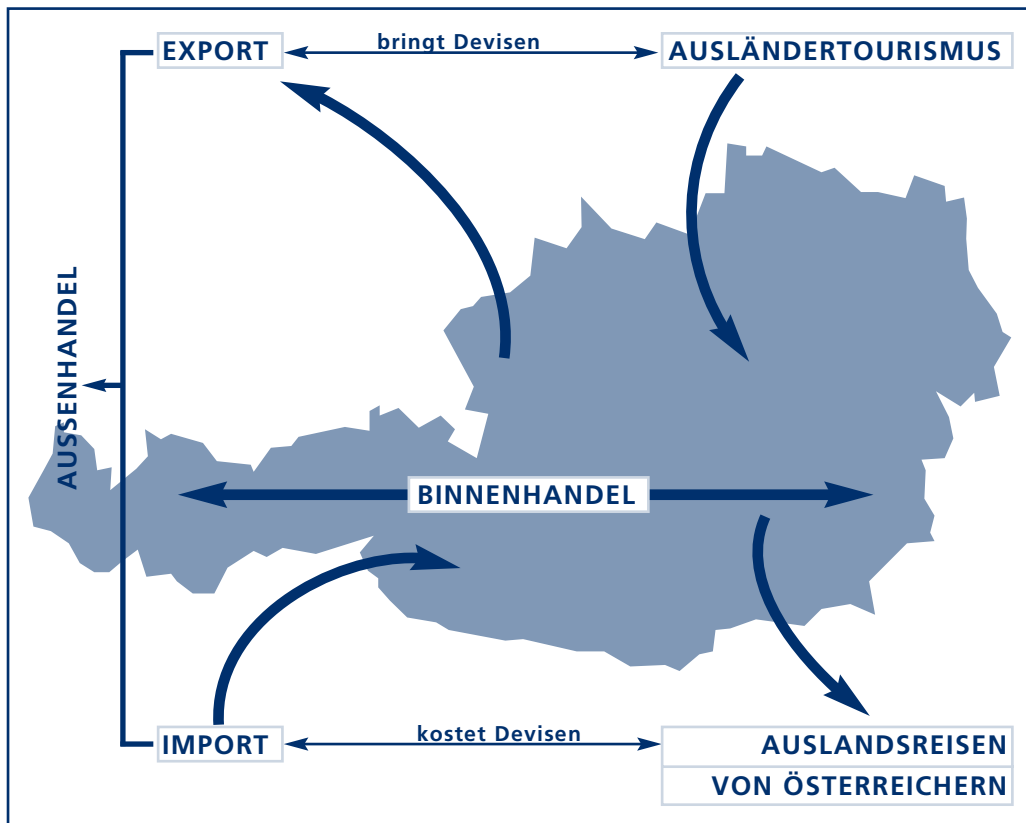 EXPORT
bringt Devisen
AUSLÄNDERTOURISMUS
AUSSENHANDEL
BINNENHANDEL
IMPORT
kostet Devisen
AUSLANDSREISEN
VON ÖSTERREICHERN